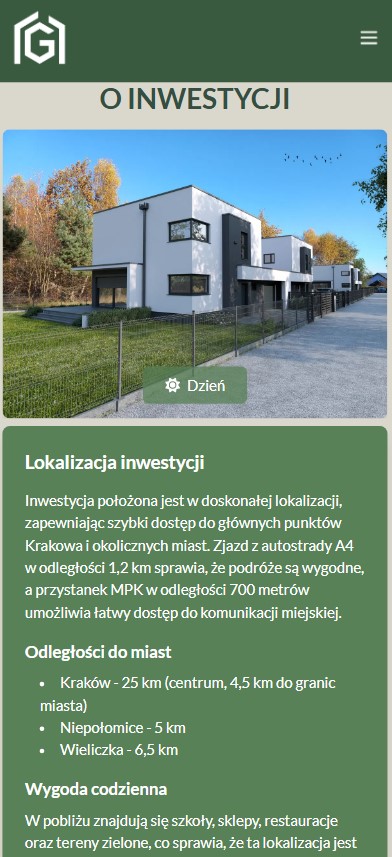 G
O INWESTYCJI
Dzień
Lokalizacja inwestycji
Inwestycja położona jest w doskonałej lokalizacji,
zapewniając szybki dostęp do głównych punktów
Krakowa i okolicznych miast. Zjazd z autostrady A4
w odległości 1,2 km sprawia, że podróże są wygodne,
a przystanek MPK w odległości 700 metrów
umożliwia łatwy dostęp do komunikacji miejskiej.
Odległości do miast
• Kraków - 25 km (centrum, 4,5 km do granic
miasta)
• Niepołomice - 5 km
• Wieliczka - 6,5 km
Wygoda codzienna
W pobliżu znajdują się szkoły, sklepy, restauracje
oraz tereny zielone, co sprawia, że ta lokalizacja jest